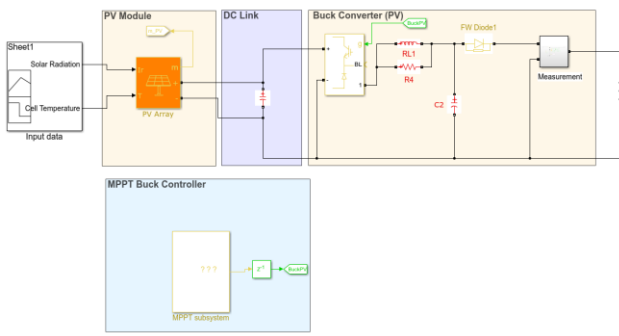 PV Module
DC Link
Buck Converter (PV)
Sheet1
Solar Radiation
Cell Temperature
Input data
m
+
-
PV Array
BuckPV
+
-
g
BL
1
RL1
R4
C2
FW Diode1
Measurement
MPPT Buck Controller
? ? ?
MPPT subsystem
BuckPV